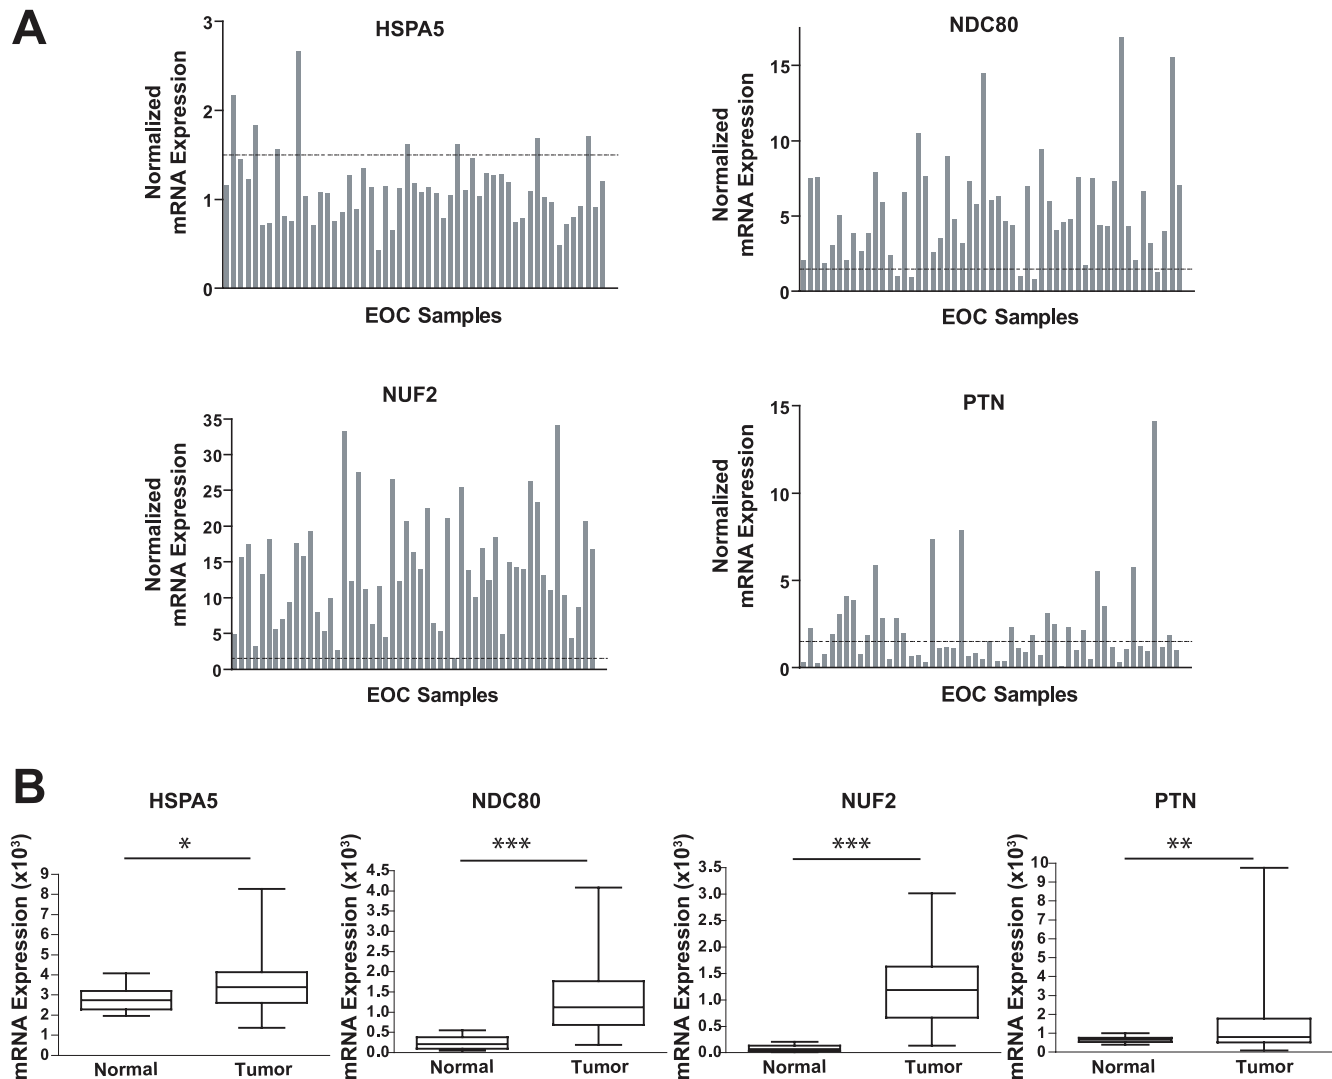 A
HSPA5
Normalized
mRNA Expression
3
2
1
0
EOC Samples
NDC80
Normalized
mRNA Expression
15
10
5
0
EOC Samples
NUF2
Normalized
mRNA Expression
35
30
25
20
15
10
5
0
EOC Samples
PTN
Normalized
mRNA Expression
15
10
5
0
EOC Samples
B
HSPA5
mRNA Expression (x10³)
*
9
8
7
6
5
4
3
2
1
0
Normal Tumor
NDC80
mRNA Expression (x10³)
***
4.5
4.0
3.5
3.0
2.5
2.0
1.5
1.0
0.5
0.0
Normal Tumor
NUF2
mRNA Expression (x10³)
***
3.5
3.0
2.5
2.0
1.5
1.0
0.5
0.0
Normal Tumor
PTN
mRNA Expression (x10³)
**
10
9
8
7
6
5
4
3
2
1
0
Normal Tumor